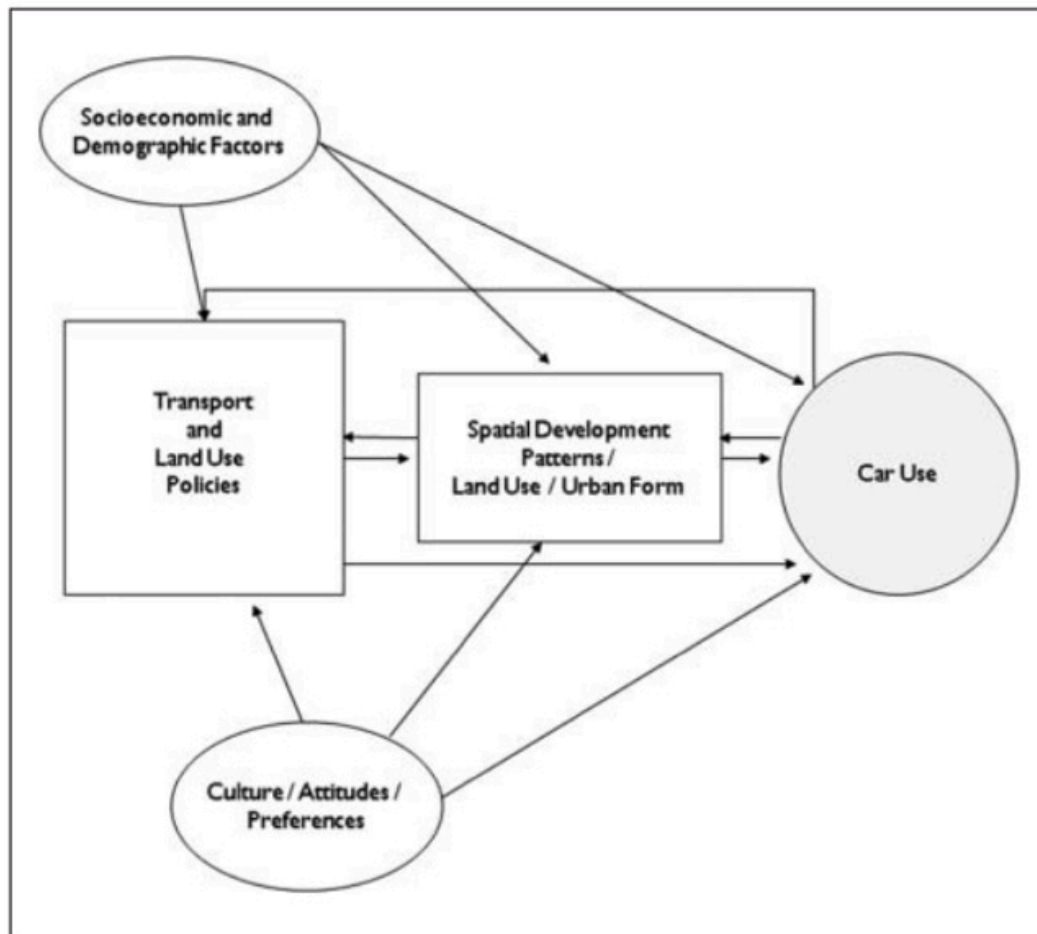 Socioeconomic and
Demographic Factors
Transport
and
Land Use
Policies
Spatial Development
Patterns /
Land Use / Urban Form
Car Use
Culture / Attitudes /
Preferences